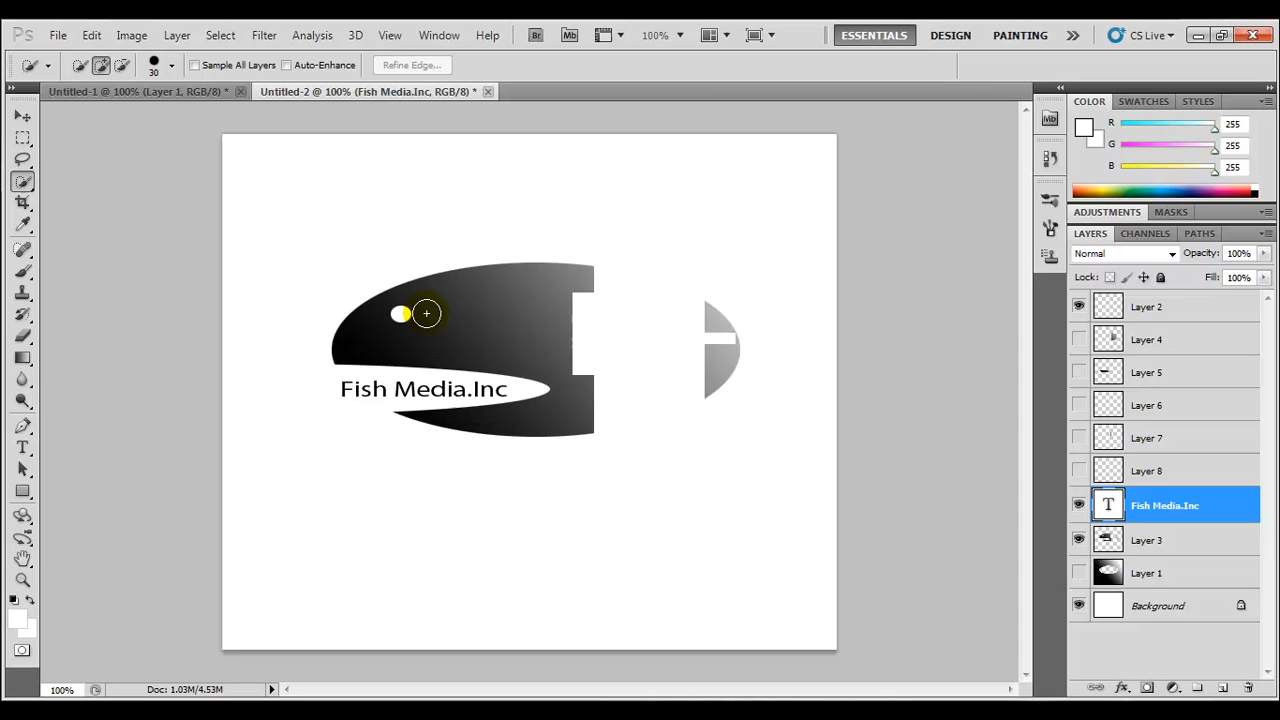 Ps File Edit Image Layer Select Filter Analysis 3D View Window Help Br Mb 100% ESSENTIALS DESIGN PAINTING CS Live
30 Sample All Layers Auto-Enhance Refine Edge...
Untitled-1 @ 100% (Layer 1, RGB/8) * Untitled-2 @ 100% (Fish Media.Inc, RGB/8) *
Fish Media.Inc
Mb
COLOR SWATCHES STYLES
R 255
G 255
B 255
ADJUSTMENTS MASKS
LAYERS CHANNELS PATHS
Normal Opacity: 100%
Lock: Fill: 100%
Layer 2
Layer 4
Layer 5
Layer 6
Layer 7
Layer 8
T Fish Media.Inc
Layer 3
Layer 1
Background
100% Doc: 1.03M/4.53M